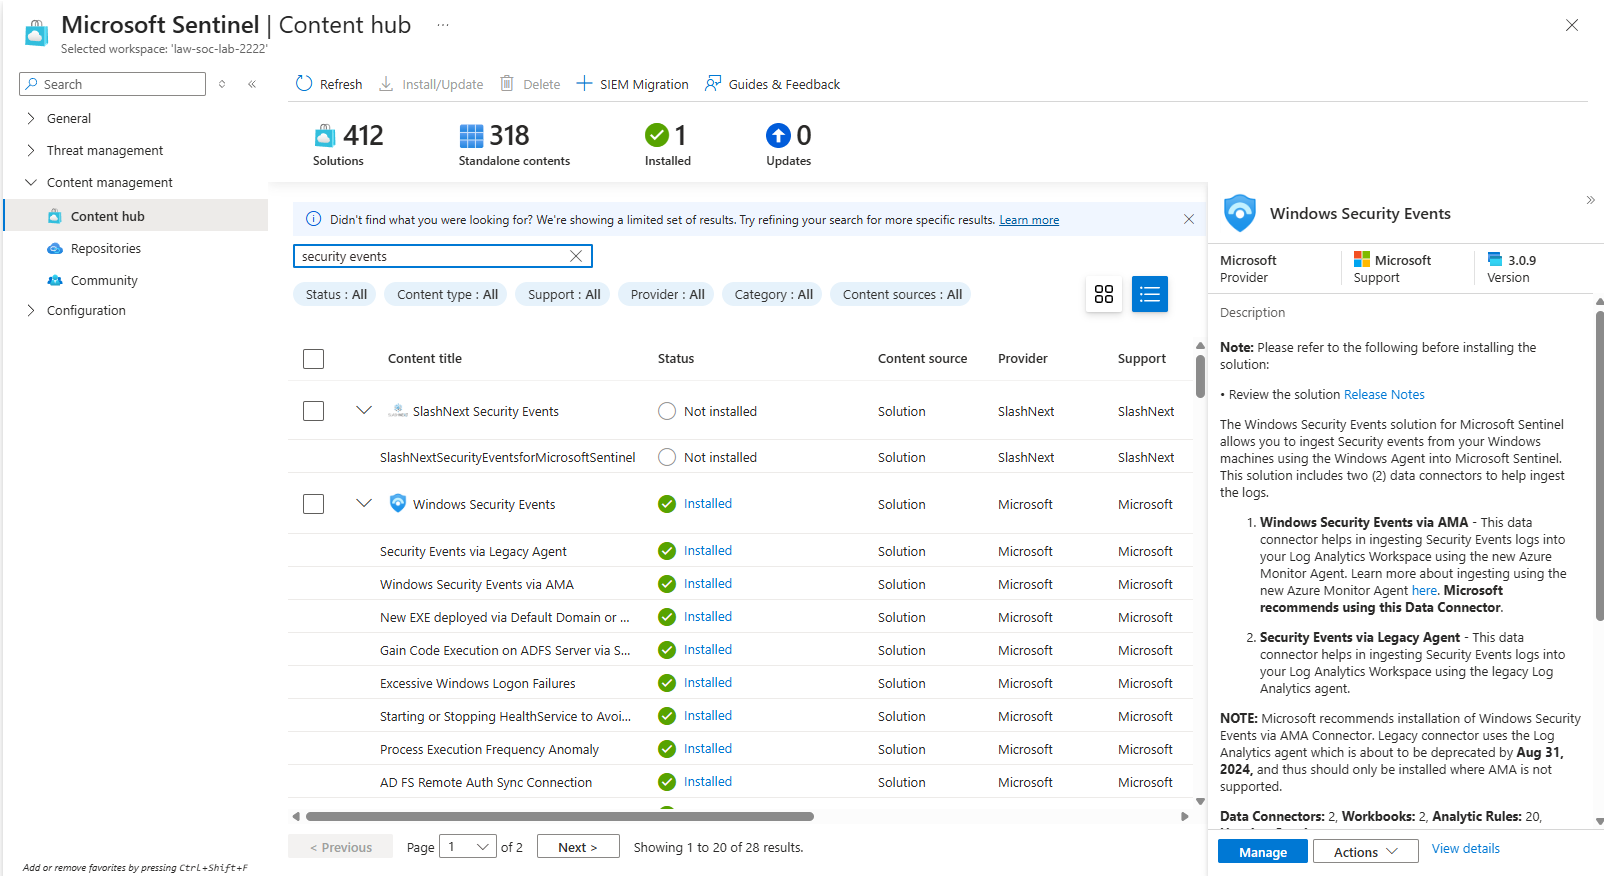 Microsoft Sentinel | Content hub ...
Selected workspace: 'law-soc-lab-2222'
Search
General
Threat management
Content management
Content hub
Repositories
Community
Configuration
Add or remove favorites by pressing Ctrl+Shift+F
Refresh Install/Update Delete SIEM Migration Guides & Feedback
412 318 1 0
Solutions Standalone contents Installed Updates
Didn't find what you were looking for? We're showing a limited set of results. Try refining your search for more specific results. Learn more
security events
Status : All Content type : All Support : All Provider : All Category : All Content sources : All
Content title Status Content source Provider Support
SlashNext Security Events Not installed Solution SlashNext SlashNext
SlashNextSecurityEventsforMicrosoftSentinel Not installed Solution SlashNext SlashNext
Windows Security Events Installed Solution Microsoft Microsoft
Security Events via Legacy Agent Installed Solution Microsoft Microsoft
Windows Security Events via AMA Installed Solution Microsoft Microsoft
New EXE deployed via Default Domain or ... Installed Solution Microsoft Microsoft
Gain Code Execution on ADFS Server via S... Installed Solution Microsoft Microsoft
Excessive Windows Logon Failures Installed Solution Microsoft Microsoft
Starting or Stopping HealthService to Avoi... Installed Solution Microsoft Microsoft
Process Execution Frequency Anomaly Installed Solution Microsoft Microsoft
AD FS Remote Auth Sync Connection Installed Solution Microsoft Microsoft
< Previous Page 1 of 2 Next > Showing 1 to 20 of 28 results.
Windows Security Events
Microsoft Microsoft 3.0.9
Provider Support Version
Description
Note: Please refer to the following before installing the
solution:
• Review the solution Release Notes
The Windows Security Events solution for Microsoft Sentinel
allows you to ingest Security events from your Windows
machines using the Windows Agent into Microsoft Sentinel.
This solution includes two (2) data connectors to help ingest
the logs.
1. Windows Security Events via AMA - This data
connector helps in ingesting Security Events logs into
your Log Analytics Workspace using the new Azure
Monitor Agent. Learn more about ingesting using the
new Azure Monitor Agent here. Microsoft
recommends using this Data Connector.
2. Security Events via Legacy Agent - This data
connector helps in ingesting Security Events logs into
your Log Analytics Workspace using the legacy Log
Analytics agent.
NOTE: Microsoft recommends installation of Windows Security
Events via AMA Connector. Legacy connector uses the Log
Analytics agent which is about to be deprecated by Aug 31,
2024, and thus should only be installed where AMA is not
supported.
Data Connectors: 2, Workbooks: 2, Analytic Rules: 20,
Manage Actions View details